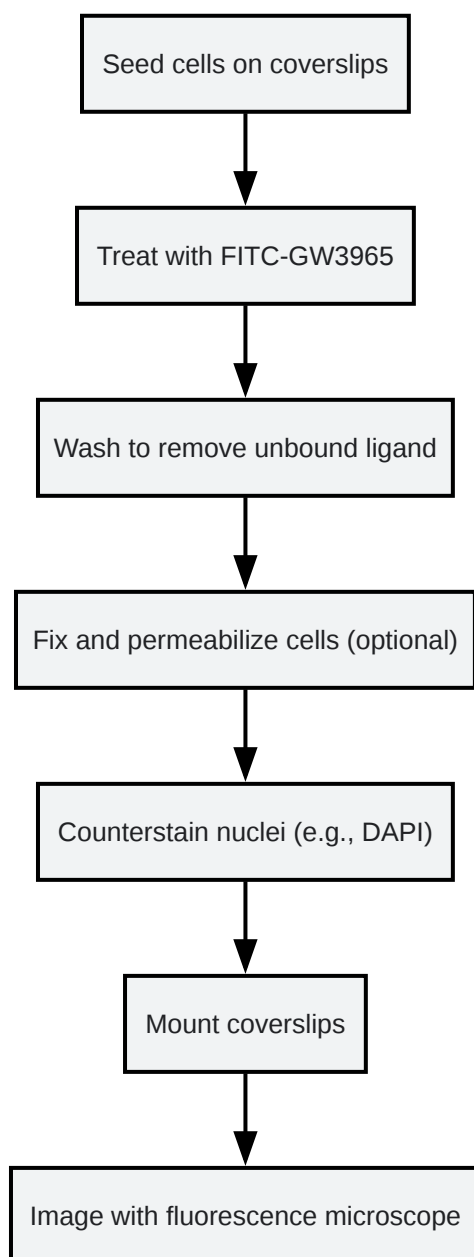 Seed cells on coverslips
Treat with FITC-GW3965
Wash to remove unbound ligand
Fix and permeabilize cells (optional)
Counterstain nuclei (e.g., DAPI)
Mount coverslips
Image with fluorescence microscope